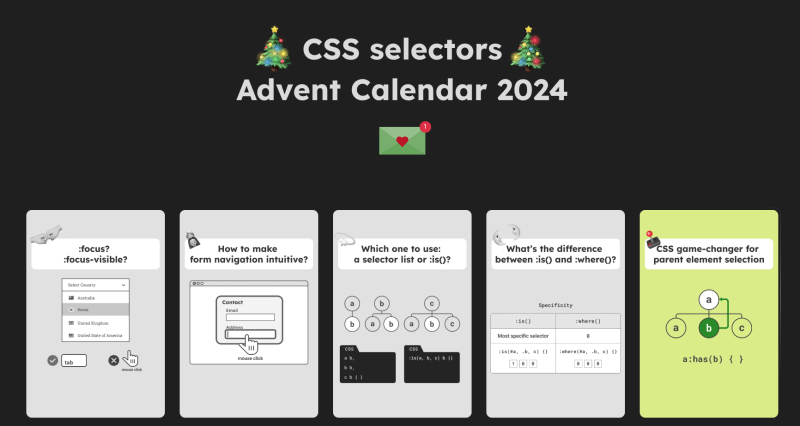 CSS selectors
Advent Calendar 2024
1
:focus?
:focus-visible?
Select Country
Australia
United Kingdom
United State of America
tab
mouse click
How to make
form navigation intuitive?
Contact
Email
Address
mouse click
Which one to use:
a selector list or :is()?
a
b
c
b
a
b
a
b
c
CSS
a b,
b b,
c b { }
CSS
:is(a, b, c) b {}
What's the difference
between :is() and :where()?
Specificity
:is()
:where()
Most specific selector
0
:is(#a, .b, c) {}
:where(#a, .b, c) {}
1 0 0
0 0 0
CSS game-changer for
parent element selection
a
a
b
c
a:has(b) { }